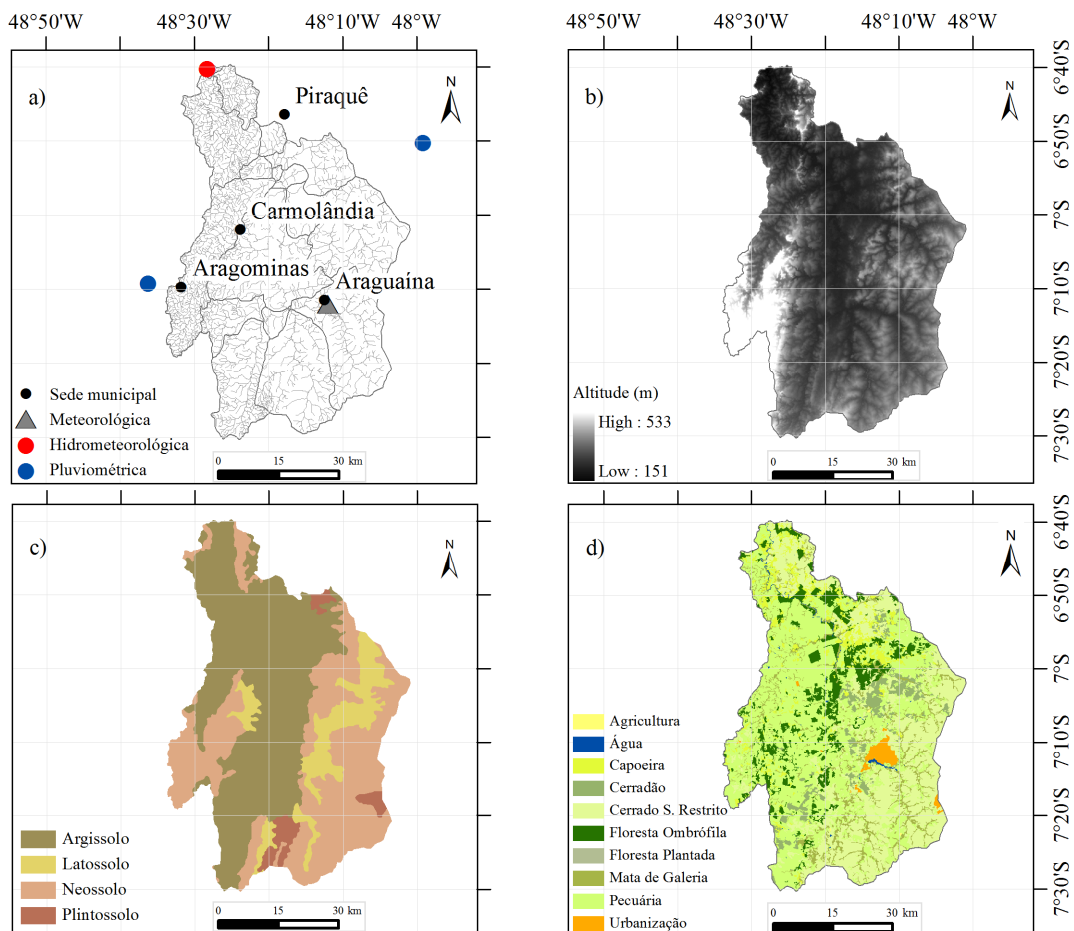 48°50'W 48°30'W 48°10'W 48°W
48°30'W 48°10'W 48°W
a)
N
Piraquê
Carmolândia
Aragominas
Araguaína
Sede municipal
Meteorológica
Hidrometeorológica
Pluviométrica
0 15 30 km
b)
N
Altitude (m)
High : 533
Low : 151
0 15 30 km
6°40'S
6°50'S
7°S
7°10'S
7°20'S
7°30'S
c)
N
Argissolo
Latossolo
Neossolo
Plintossolo
0 15 30 km
d)
N
Agricultura
Água
Capoeira
Cerradão
Cerrado S. Restrito
Floresta Ombrófila
Floresta Plantada
Mata de Galeria
Pecuária
Urbanização
0 15 30 km
6°40'S
6°50'S
7°S
7°10'S
7°20'S
7°30'S